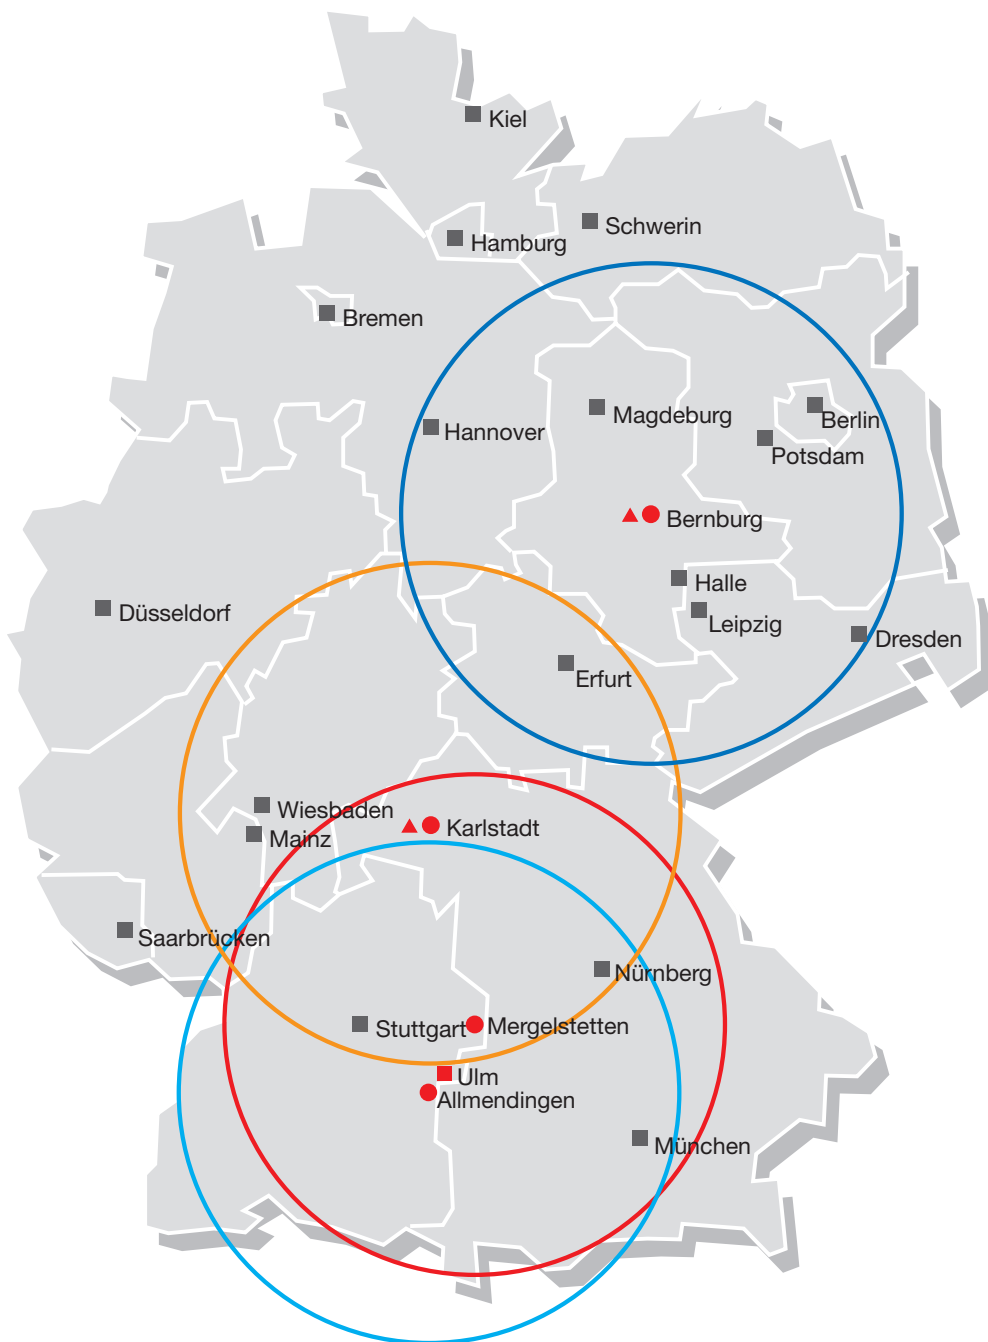 Kiel
Schwerin
Hamburg
Bremen
Magdeburg
Berlin
Hannover
Potsdam
Bernburg
Halle
Düsseldorf
Leipzig
Dresden
Erfurt
Wiesbaden
Karlstadt
Mainz
Saarbrücken
Nürnberg
Stuttgart
Mergelstetten
Ulm
Allmendingen
München